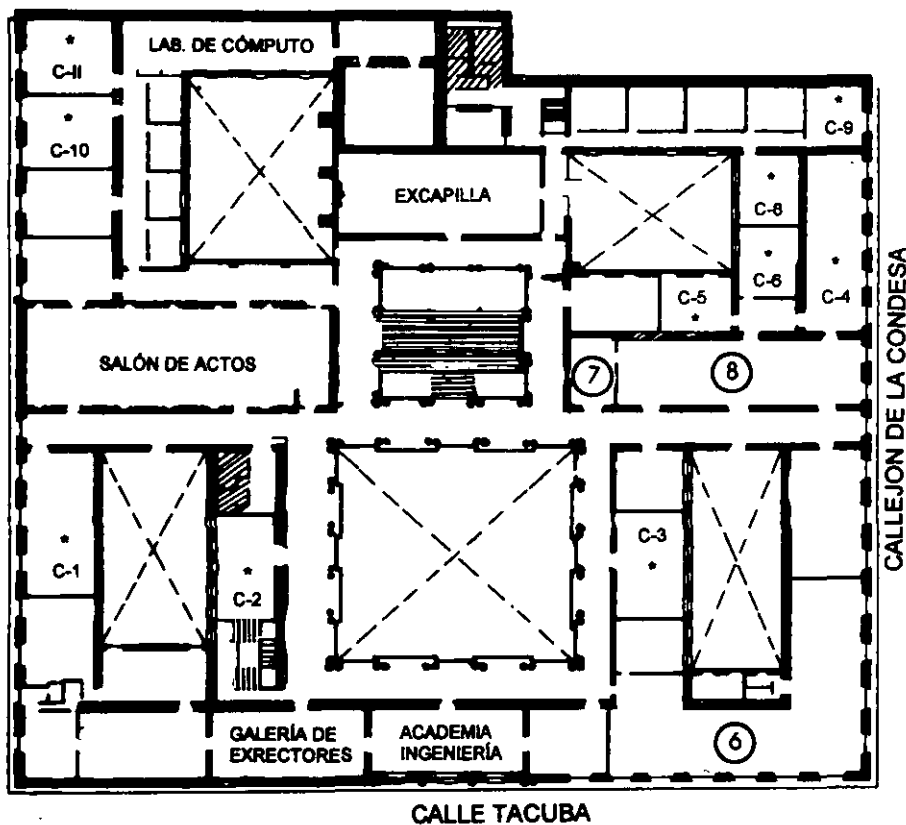 LAB. DE CÓMPUTO
*
C-II
*
C-10
*
C-9
EXCAPILLA
*
C-8
*
C-6
*
C-4
C-5
*
SALÓN DE ACTOS
7
8
CALLEJON DE LA CONDESA
*
C-1
*
C-2
C-3
*
GALERÍA DE
EXRECTORES
ACADEMIA
INGENIERÍA
6
CALLE TACUBA